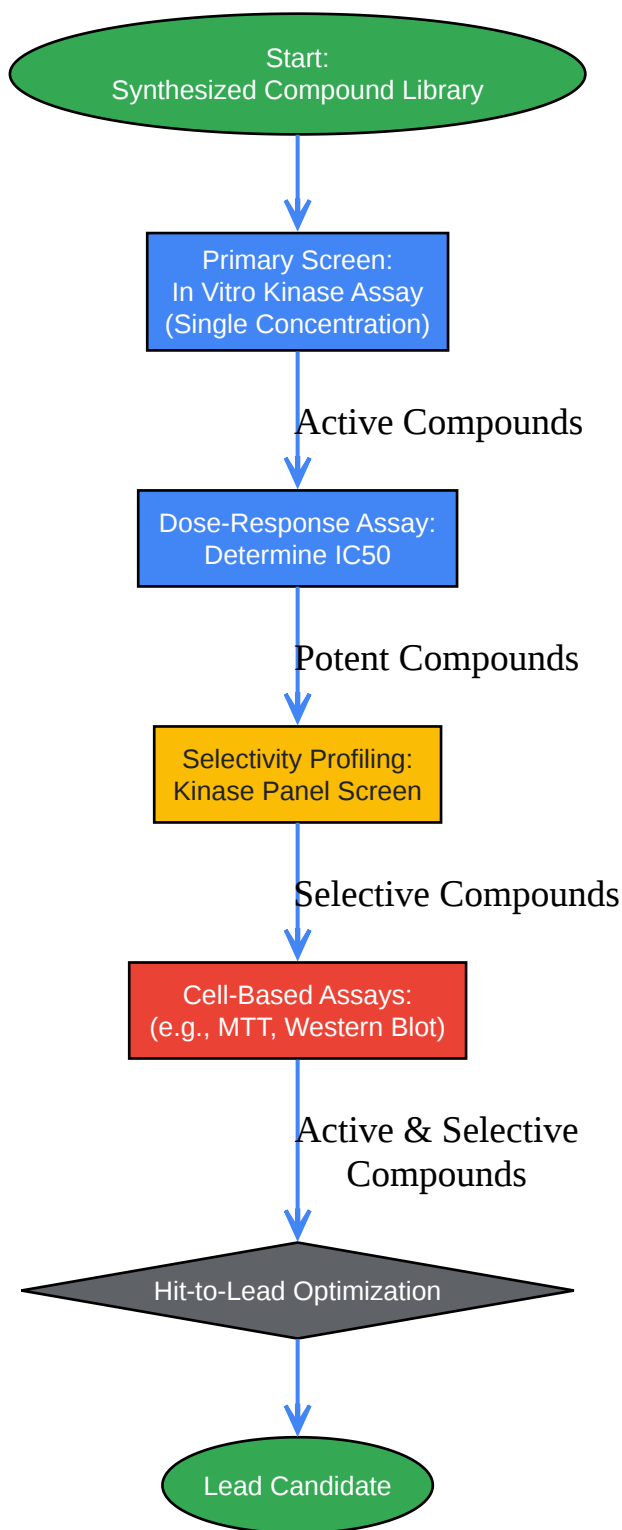 Start:
Synthesized Compound Library
Primary Screen:
In Vitro Kinase Assay
(Single Concentration)
Active Compounds
Dose-Response Assay:
Determine IC50
Potent Compounds
Selectivity Profiling:
Kinase Panel Screen
Selective Compounds
Cell-Based Assays:
(e.g., MTT, Western Blot)
Active & Selective
Compounds
Hit-to-Lead Optimization
Lead Candidate